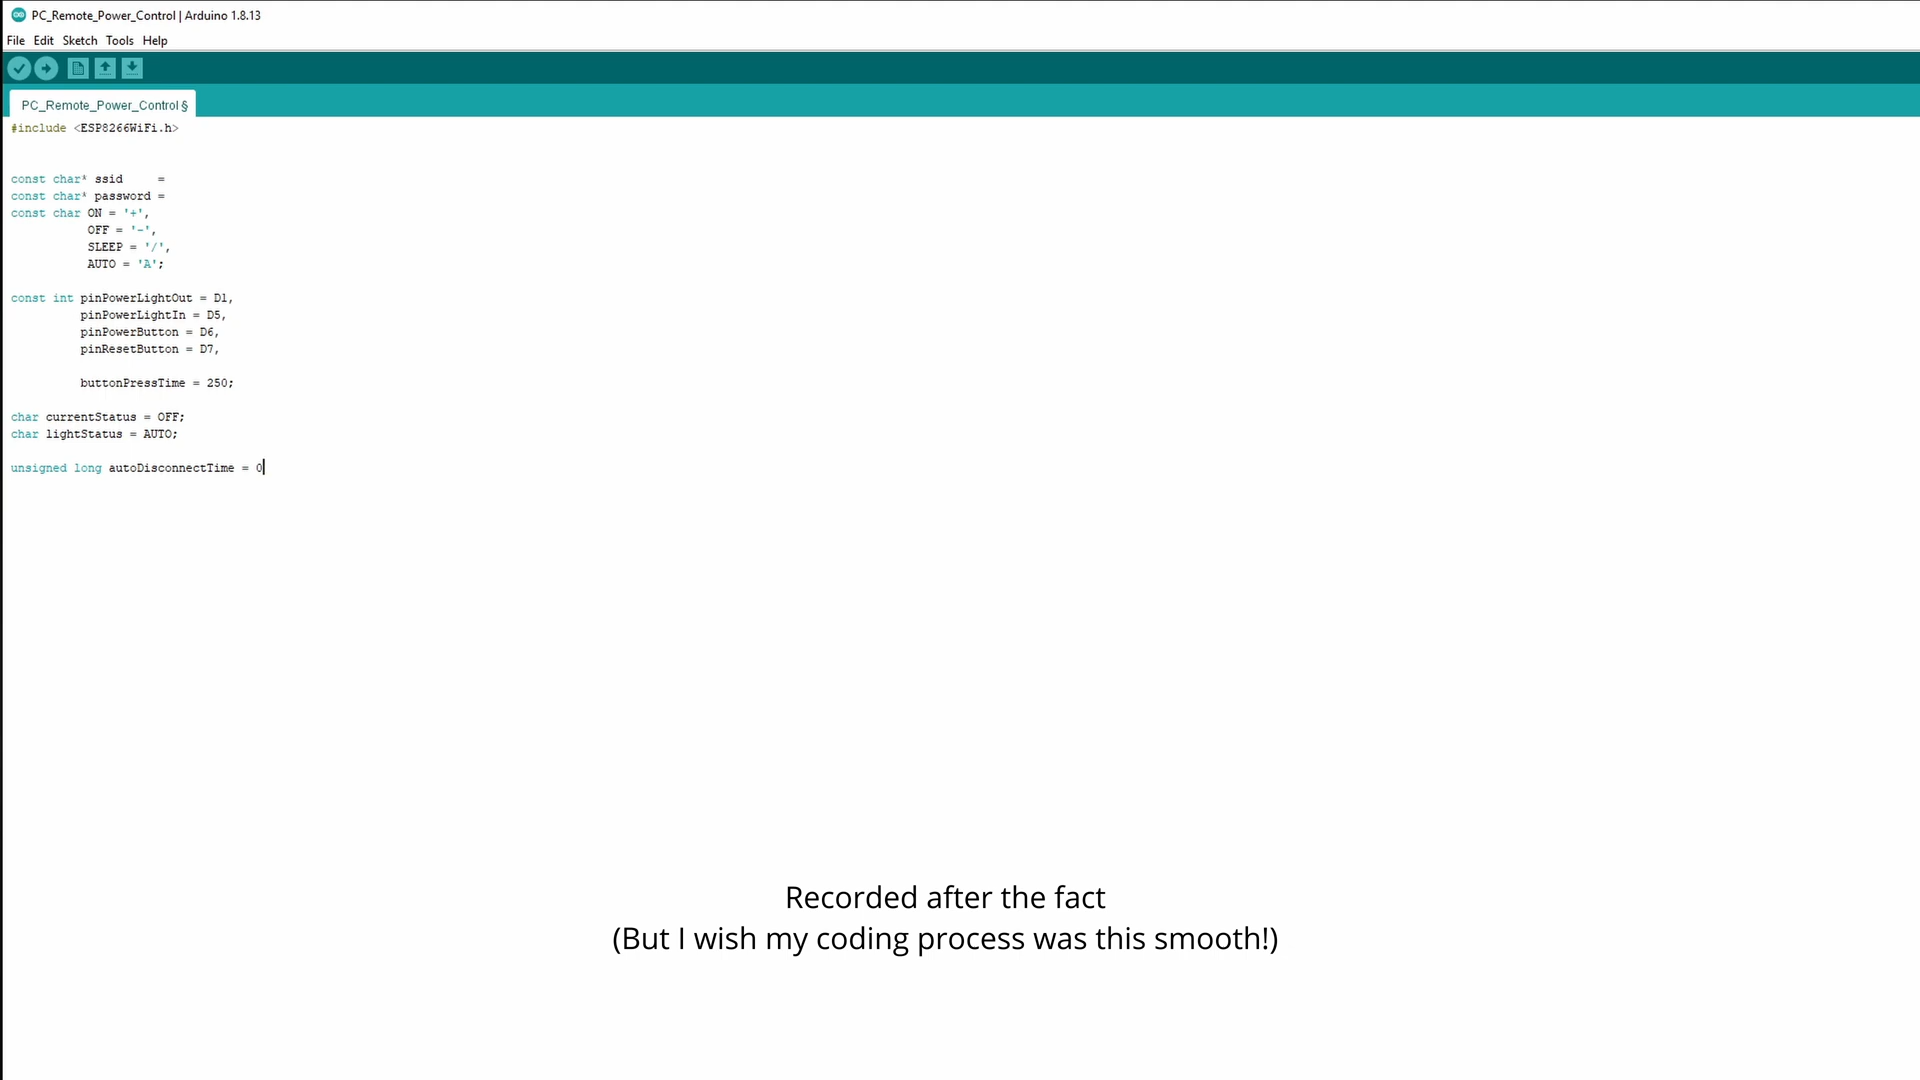 PC_Remote_Power_Control | Arduino 1.8.13
File Edit Sketch Tools Help
PC_Remote_Power_Control §
#include <ESP8266WiFi.h>
const char* ssid     =
const char* password =
const char ON = '+',
           OFF = '-',
           SLEEP = '/',
           AUTO = 'A';
const int pinPowerLightOut = D1,
          pinPowerLightIn = D5,
          pinPowerButton = D6,
          pinResetButton = D7,
          buttonPressTime = 250;
char currentStatus = OFF;
char lightStatus = AUTO;
unsigned long autoDisconnectTime = 0
Recorded after the fact
(But I wish my coding process was this smooth!)